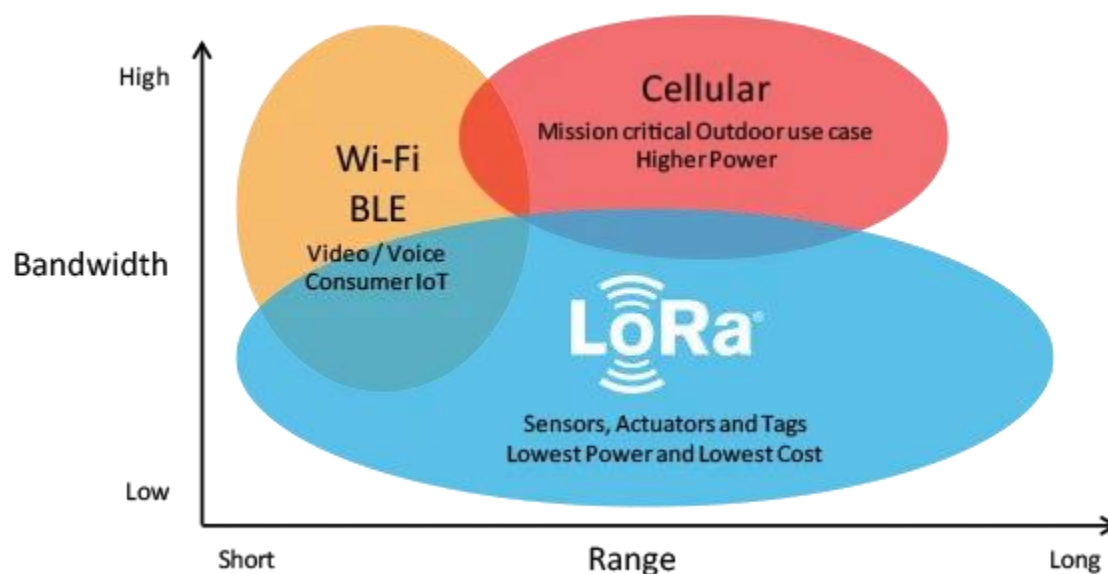 High
Cellular
Mission critical Outdoor use case
Higher Power
Wi-Fi
BLE
Video / Voice
Consumer IoT
Bandwidth
LoRa®
Sensors, Actuators and Tags
Lowest Power and Lowest Cost
Low
Short
Range
Long